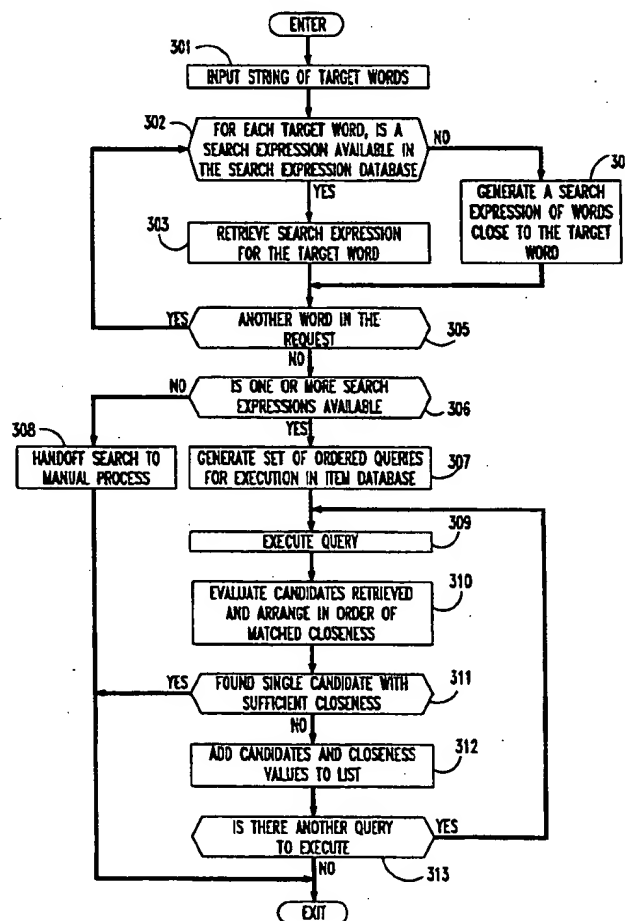 ENTER
301
INPUT STRING OF TARGET WORDS
302
FOR EACH TARGET WORD, IS A
SEARCH EXPRESSION AVAILABLE IN
THE SEARCH EXPRESSION DATABASE
NO
YES
30
GENERATE A SEARCH
EXPRESSION OF WORDS
CLOSE TO THE TARGET
WORD
303
RETRIEVE SEARCH EXPRESSION
FOR THE TARGET WORD
YES
ANOTHER WORD IN THE
REQUEST
305
NO
NO
IS ONE OR MORE SEARCH
EXPRESSIONS AVAILABLE
306
YES
308
HANDOFF SEARCH TO
MANUAL PROCESS
GENERATE SET OF ORDERED QUERIES
FOR EXECUTION IN ITEM DATABASE
307
EXECUTE QUERY
309
EVALUATE CANDIDATES RETRIEVED
AND ARRANGE IN ORDER OF
MATCHED CLOSENESS
310
YES
FOUND SINGLE CANDIDATE WITH
SUFFICIENT CLOSENESS
311
NO
ADD CANDIDATES AND CLOSENESS
VALUES TO LIST
312
IS THERE ANOTHER QUERY
TO EXECUTE
YES
313
NO
EXIT